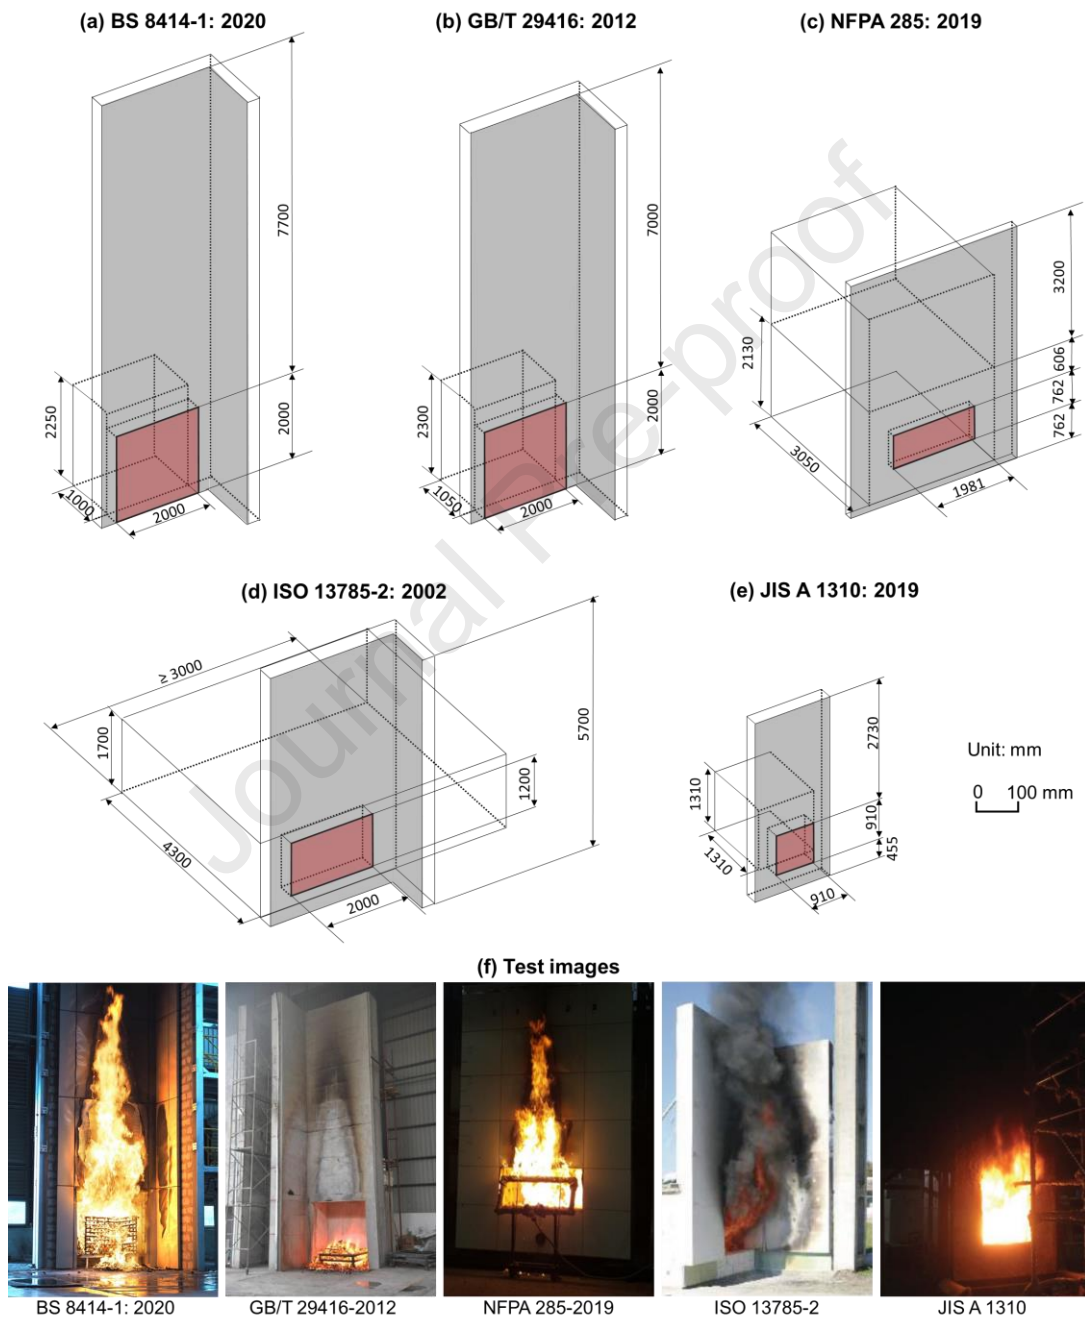 (a) BS 8414-1: 2020
(b) GB/T 29416: 2012
(c) NFPA 285: 2019
7700
2250
2000
1000
2000
7000
2300
2000
1050
2000
3200
2130
606
762
762
3050
1981
(d) ISO 13785-2: 2002
(e) JIS A 1310: 2019
≥ 3000
1700
5700
1200
4300
2000
2730
1310
910
455
1310
910
Unit: mm
0 100 mm
Journal Pre-proof
(f) Test images
BS 8414-1: 2020
GB/T 29416-2012
NFPA 285-2019
ISO 13785-2
JIS A 1310